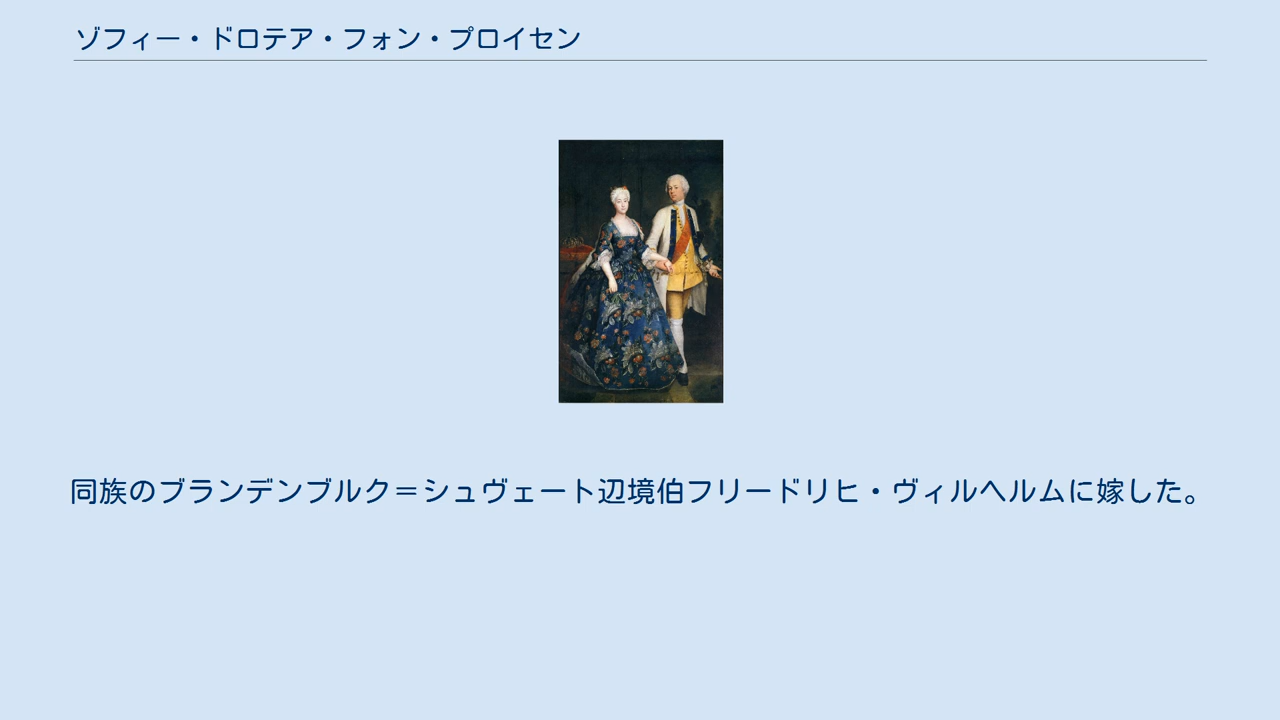 ゾフィー・ドロテア・フォン・プロイセン
同族のブランデンブルク＝シュヴェート辺境伯フリードリヒ・ヴィルヘルムに嫁した。